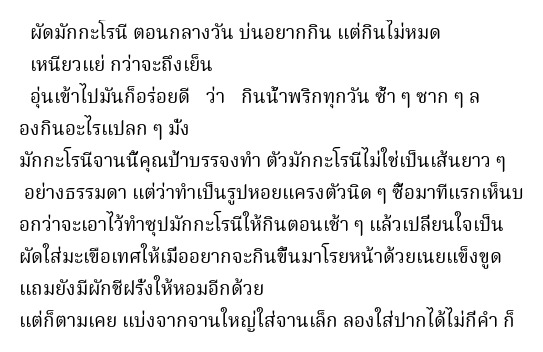 ผัดมักกะโรนี ตอนกลางวัน บ่นอยากกิน แต่กินไม่หมด
เหนียวแย่ กว่าจะถึงเย็น
อุ่นเข้าไปมันก็อร่อยดี ว่า กินน้ำพริกทุกวัน ซ้ำ ๆ ซาก ๆ ล
องกินอะไรแปลก ๆ มั่ง
มักกะโรนีจานนี้คุณป้าบรรจงทำ ตัวมักกะโรนีไม่ใช่เป็นเส้นยาว ๆ
อย่างธรรมดา แต่ว่าทำเป็นรูปหอยแครงตัวนิด ๆ ซื้อมาทีแรกเห็นบ
อกว่าจะเอาไว้ทำซุปมักกะโรนีให้กินตอนเช้า ๆ แล้วเปลี่ยนใจเป็น
ผัดใส่มะเขือเทศให้เมื่ออยากจะกินขึ้นมาโรยหน้าด้วยเนยแข็งขูด
แถมยังมีผักชีฝรั่งให้หอมอีกด้วย
แต่ก็ตามเคย แบ่งจากจานใหญ่ใส่จานเล็ก ลองใส่ปากได้ไม่กี่คำ ก็